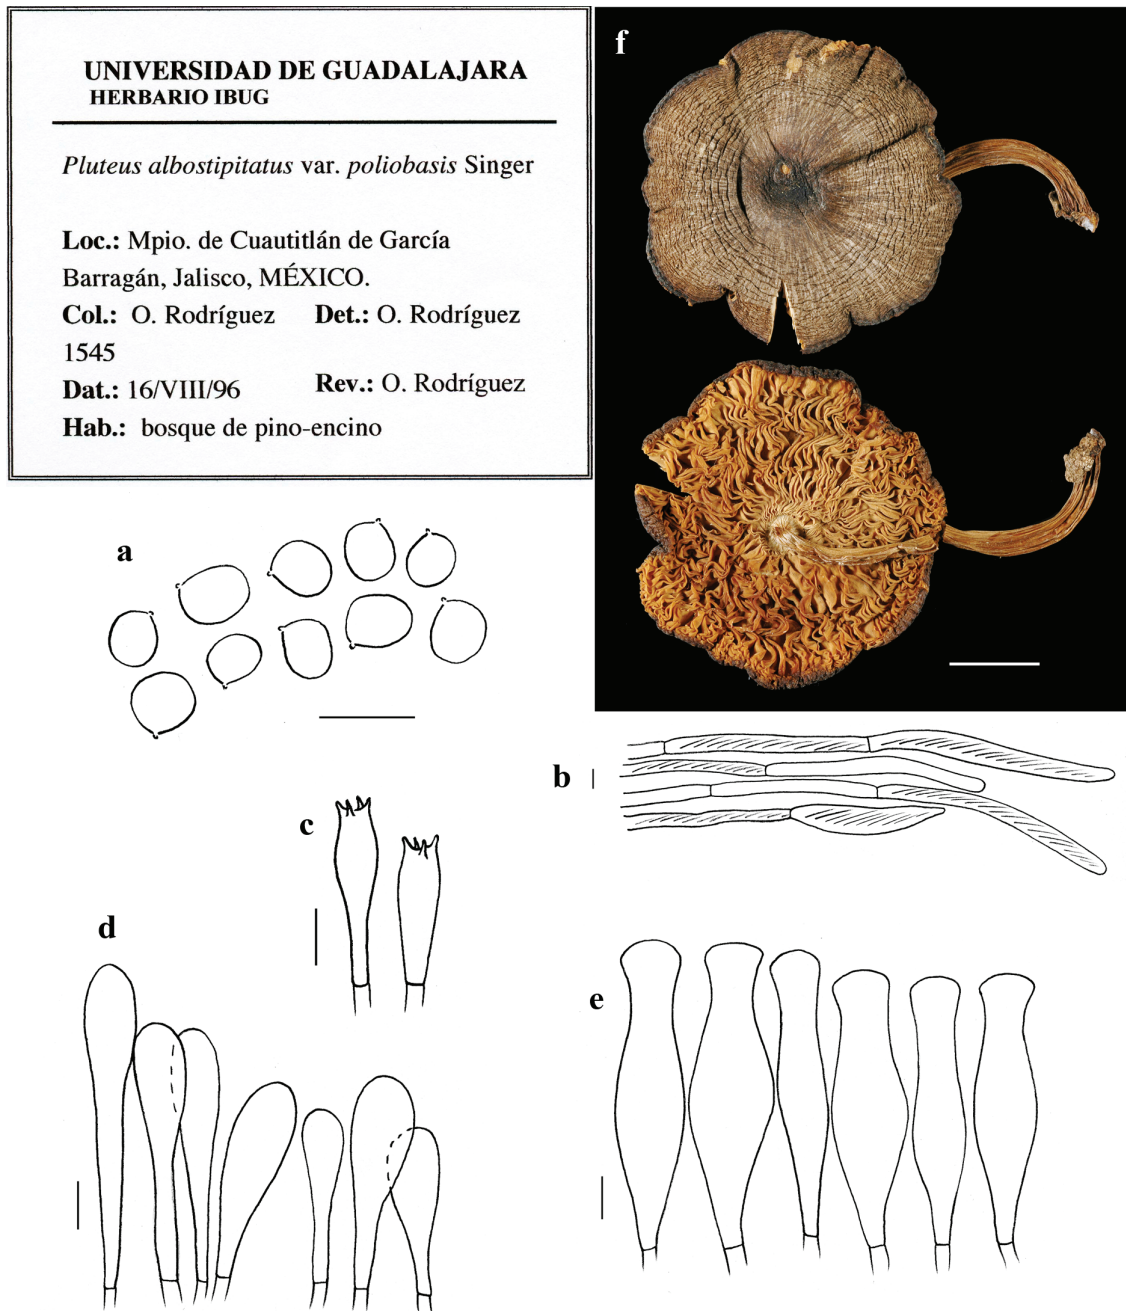 UNIVERSIDAD DE GUADALAJARA
HERBARIO IBUG
Pluteus albostipitatus var. poliobasis Singer
Loc.: Mpio. de Cuautitlán de García
Barragán, Jalisco, MÉXICO.
Col.: O. Rodríguez Det.: O. Rodríguez
1545
Dat.: 16/VIII/96 Rev.: O. Rodríguez
Hab.: bosque de pino-encino
f
a
b
c
d
e